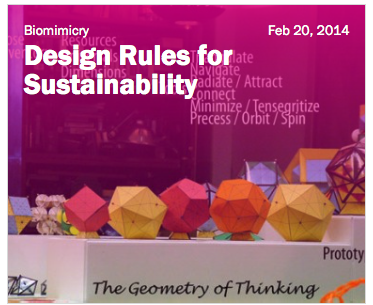 Biomimicry
Feb 20, 2014
Design Rules for
Sustainability
Resources
Dimensions
Navigate
Radiate / Attract
Connect
Minimize / Tensegritize
Precess / Orbit / Spin
Prototy
The Geometry of Thinking